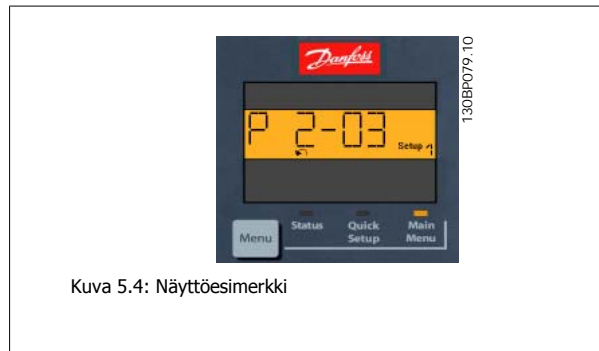 Danfoss
130BP079.10
P 2-03
Setup 1
Status Quick Setup Main Menu
Menu
Kuva 5.4: Näyttöesimerkki